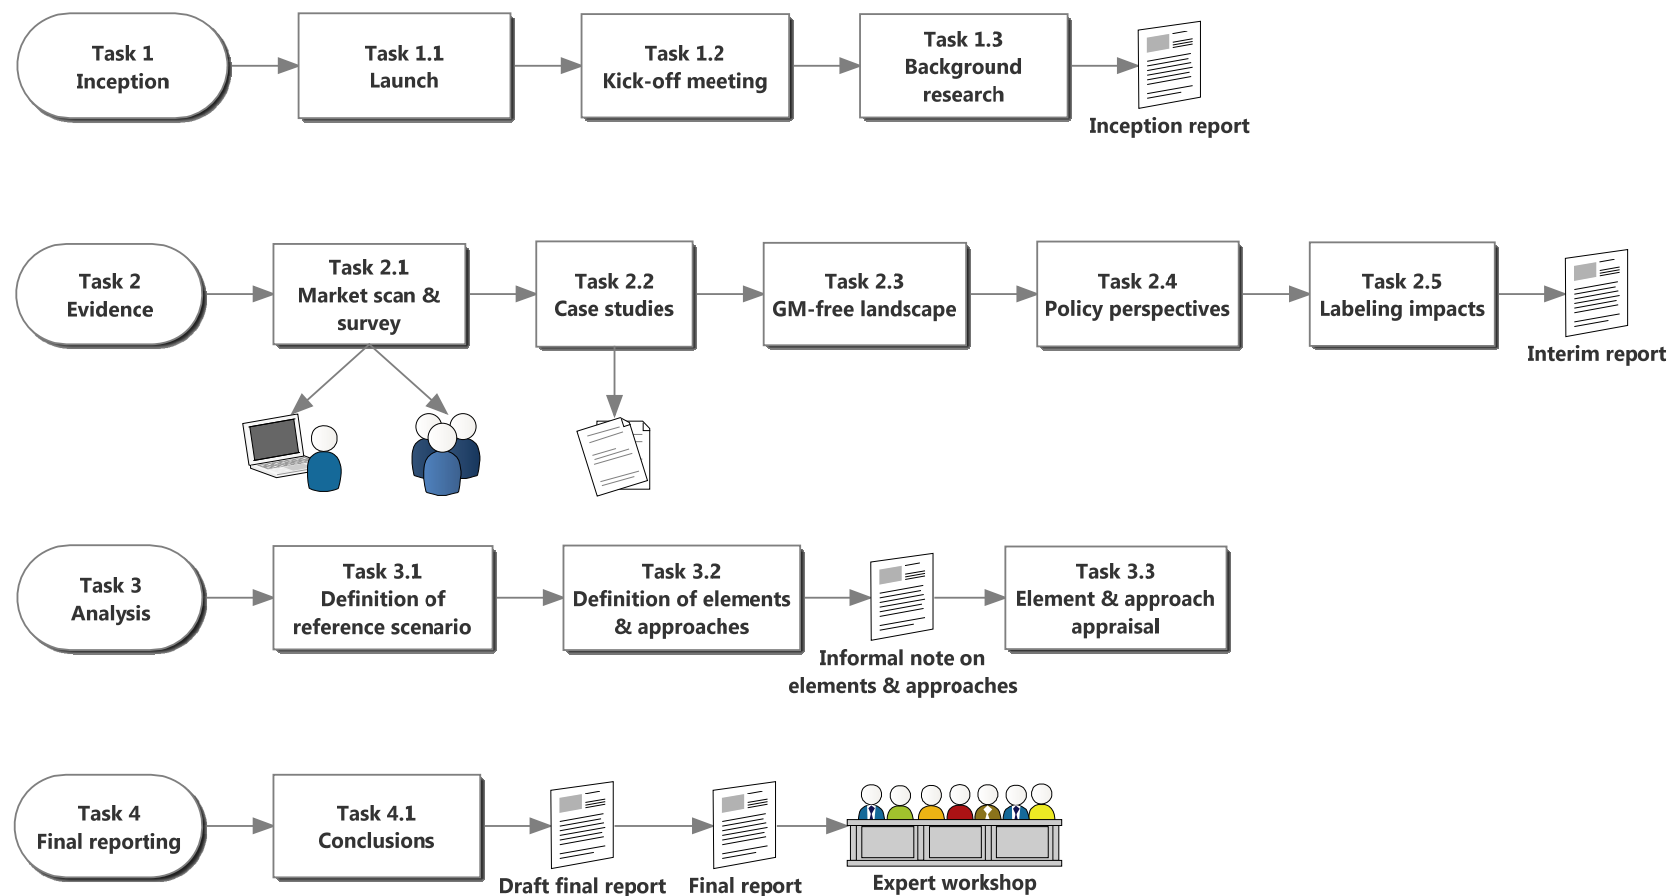 Task 1
Inception
Task 1.1
Launch
Task 1.2
Kick-off meeting
Task 1.3
Background
research
Inception report
Task 2
Evidence
Task 2.1
Market scan &
survey
Task 2.2
Case studies
Task 2.3
GM-free landscape
Task 2.4
Policy perspectives
Task 2.5
Labeling impacts
Interim report
Task 3
Analysis
Task 3.1
Definition of
reference scenario
Task 3.2
Definition of elements
& approaches
Informal note on
elements & approaches
Task 3.3
Element & approach
appraisal
Task 4
Final reporting
Task 4.1
Conclusions
Draft final report
Final report
Expert workshop